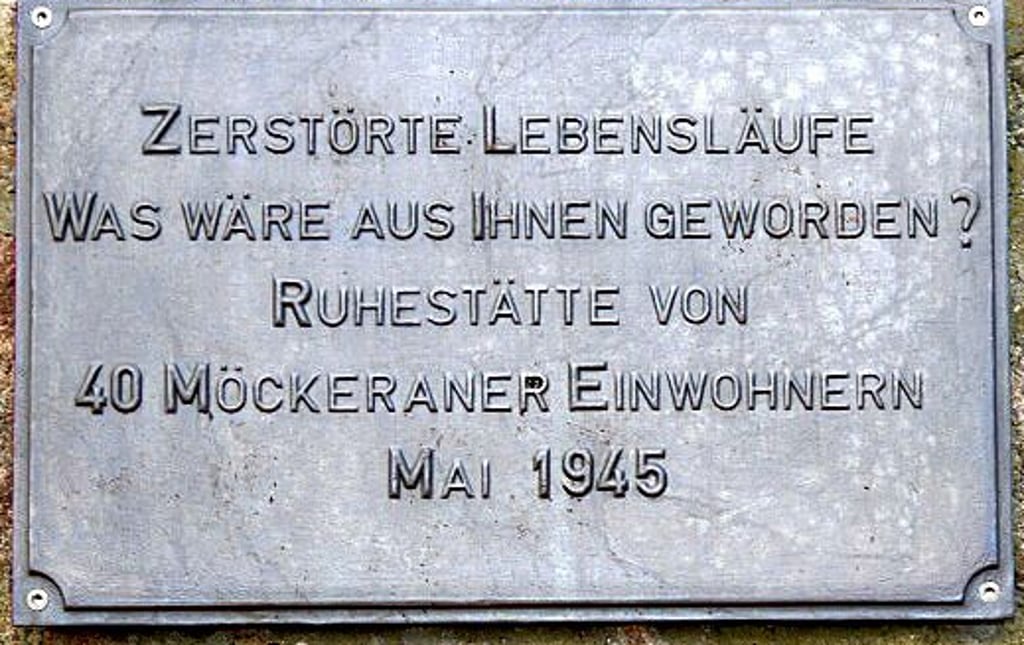 ZERSTÖRTE LEBENSLÄUFE
WAS WÄRE AUS IHNEN GEWORDEN?
RUHESTÄTTE VON
40 MÖCKERANER EINWOHNERN
MAI 1945